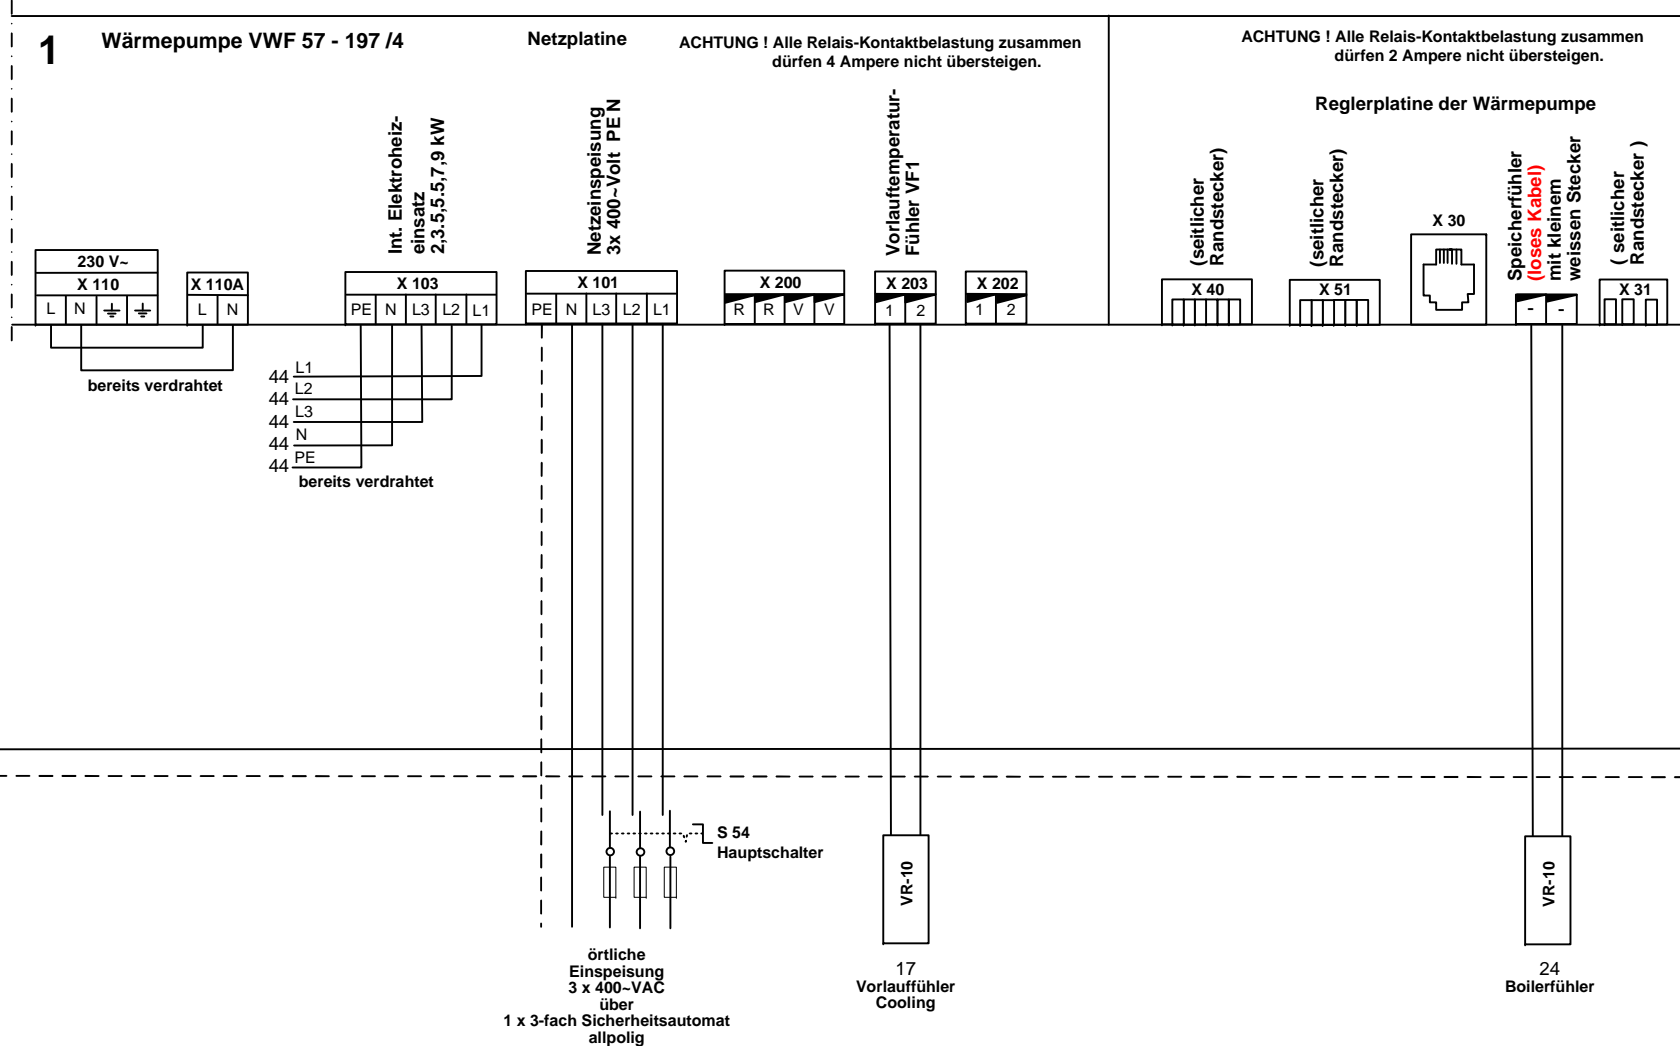 1
Wärmepumpe VWF 57 - 197 /4
Netzplatine
ACHTUNG ! Alle Relais-Kontaktbelastung zusammen
dürfen 4 Ampere nicht übersteigen.
ACHTUNG ! Alle Relais-Kontaktbelastung zusammen
dürfen 2 Ampere nicht übersteigen.
Reglerplatine der Wärmepumpe
Int. Elektroheiz-
einsatz
2,3.5,5.5,7,9 kW
Netzeinspeisung
3x 400~Volt PE N
Vorlauftemperatur-
Fühler VF1
(seitlicher
Randstecker)
(seitlicher
Randstecker)
X 30
Speicherfühler
(loses Kabel)
mit kleinem
weissen Stecker
( seitlicher
Randstecker )
230 V~
X 110
L N
X 110A
L N
X 103
PE N L3 L2 L1
X 101
PE N L3 L2 L1
X 200
R R V V
X 203
1 2
X 202
1 2
X 40
X 51
- -
X 31
bereits verdrahtet
44 L1
44 L2
44 L3
44 N
44 PE
bereits verdrahtet
S 54
Hauptschalter
VR-10
VR-10
örtliche
Einspeisung
3 x 400~VAC
über
1 x 3-fach Sicherheitsautomat
allpolig
17
Vorlauffühler
Cooling
24
Boilerfühler